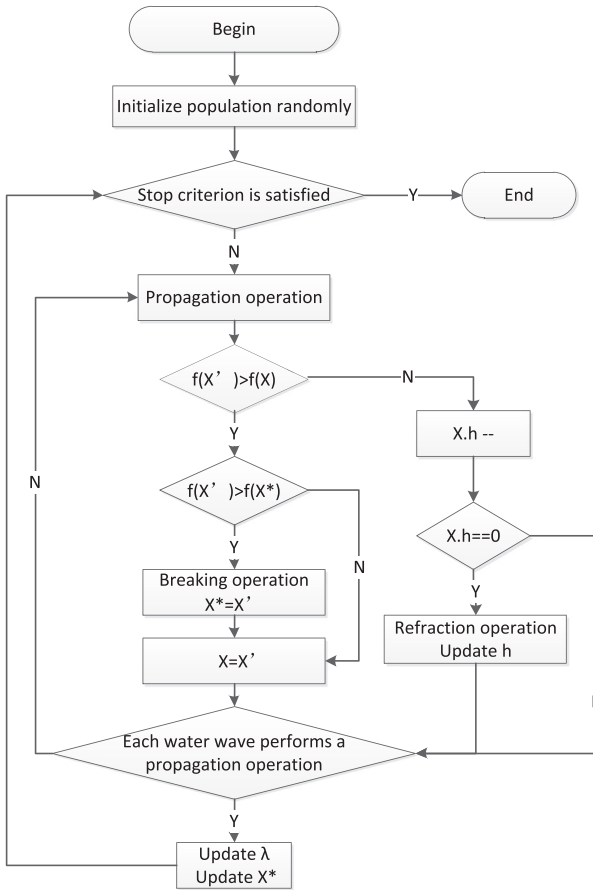 Begin
Initialize population randomly
Stop criterion is satisfied
Y
End
N
Propagation operation
f(X’)>f(X)
N
Y
X.h --
f(X’)>f(X*)
N
X.h==0
Y
N
Y
Breaking operation
X*=X’
Refraction operation
Update h
X=X’
Each water wave performs a
propagation operation
Y
Update λ
Update X*